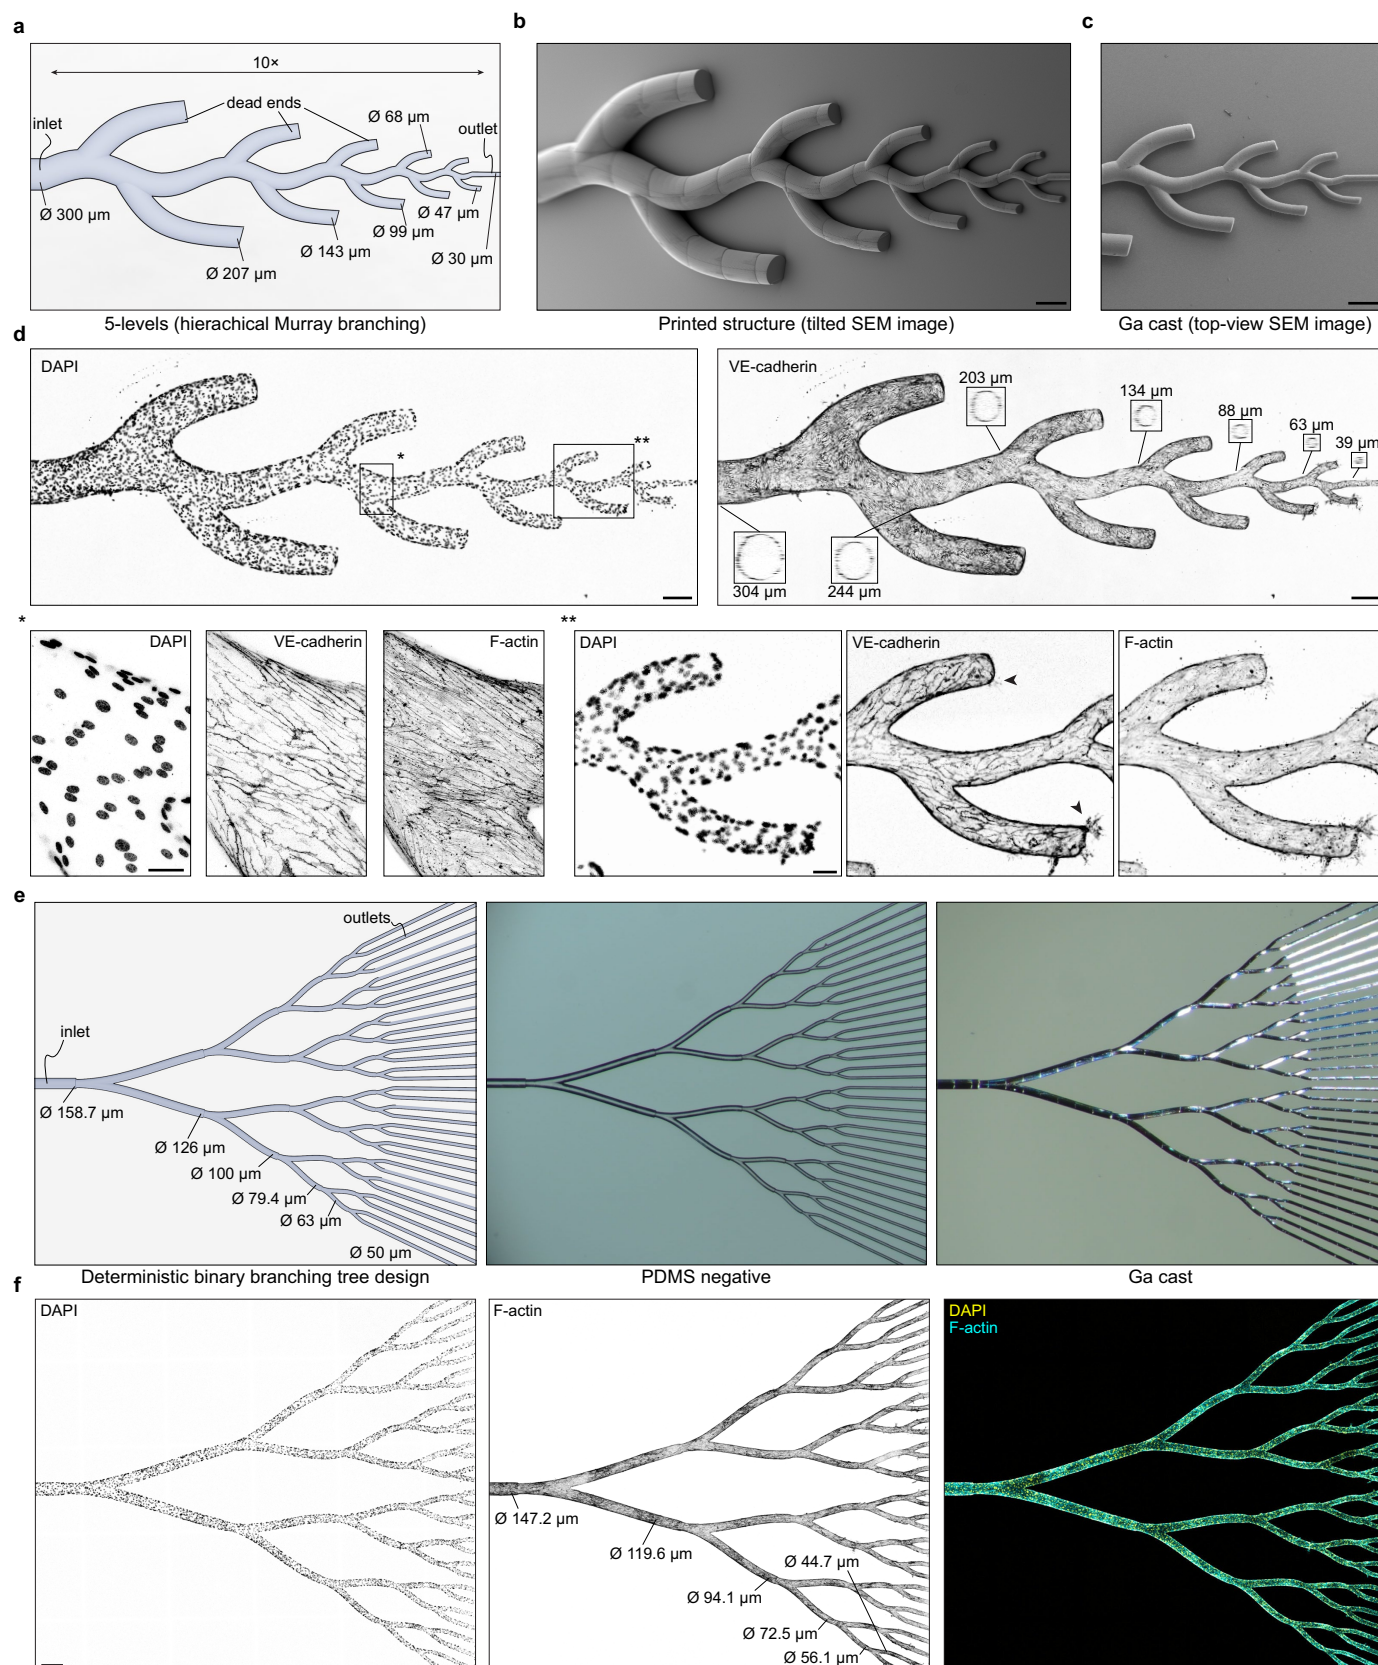 a
10×
dead ends
inlet
Ø 68 µm
outlet
Ø 300 µm
Ø 47 µm
Ø 99 µm
Ø 143 µm
Ø 30 µm
Ø 207 µm
5-levels (hierachical Murray branching)
b
Printed structure (tilted SEM image)
c
Ga cast (top-view SEM image)
d
DAPI
*
**
VE-cadherin
203 µm
134 µm
88 µm
63 µm
39 µm
304 µm
244 µm
*
DAPI
VE-cadherin
F-actin
**
DAPI
VE-cadherin
F-actin
e
outlets
inlet
Ø 158.7 µm
Ø 126 µm
Ø 100 µm
Ø 79.4 µm
Ø 63 µm
Ø 50 µm
Deterministic binary branching tree design
PDMS negative
Ga cast
f
DAPI
F-actin
Ø 147.2 µm
Ø 119.6 µm
Ø 44.7 µm
Ø 94.1 µm
Ø 72.5 µm
Ø 56.1 µm
DAPI
F-actin